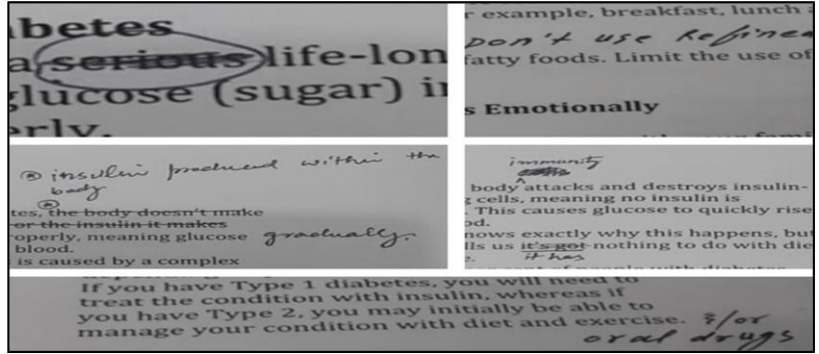 betes
a serious life-lon
glucose (sugar) in
erly.
r example, breakfast, lunch
Don't use Refined
fatty foods. Limit the use of
s Emotionally
Ⓐ insulin produced within the
body
Ⓐ
tes, the body doesn't make
or the insulin it makes
operly, meaning glucose gradually.
blood.
is caused by a complex
immunity
body attacks and destroys insulin-
g cells, meaning no insulin is
. This causes glucose to quickly rise
od.
nows exactly why this happens, but
lls us it's got nothing to do with die
it has
If you have Type 1 diabetes, you will need to
treat the condition with insulin, whereas if
you have Type 2, you may initially be able to
manage your condition with diet and exercise. &/or
oral drugs